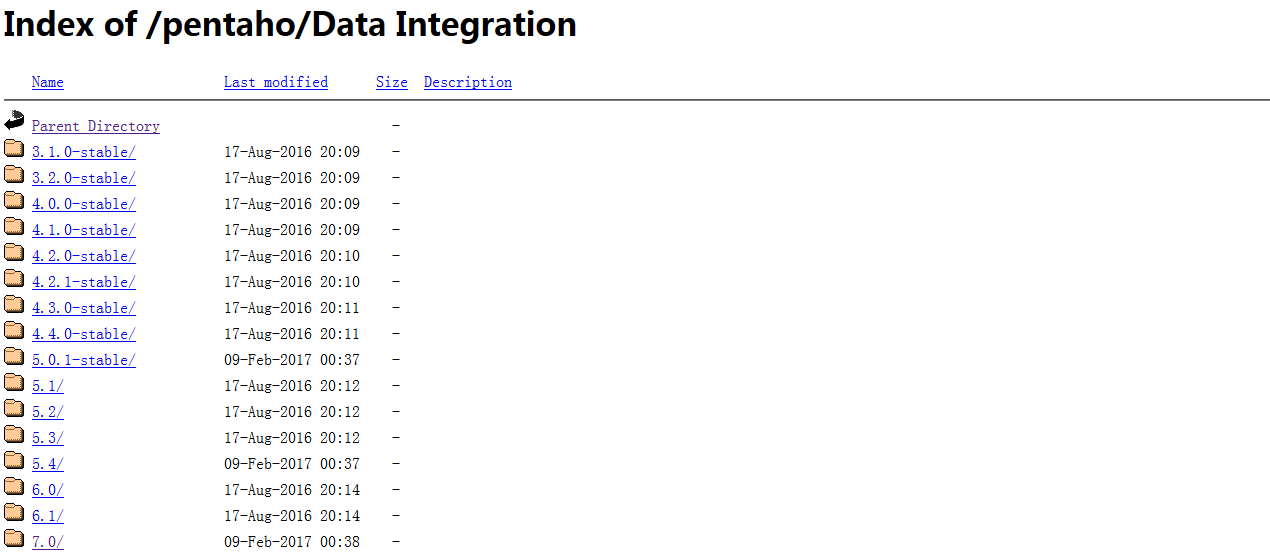 Index of /pentaho/Data Integration
Name Last modified Size Description
Parent Directory -
3.1.0-stable/ 17-Aug-2016 20:09 -
3.2.0-stable/ 17-Aug-2016 20:09 -
4.0.0-stable/ 17-Aug-2016 20:09 -
4.1.0-stable/ 17-Aug-2016 20:09 -
4.2.0-stable/ 17-Aug-2016 20:10 -
4.2.1-stable/ 17-Aug-2016 20:10 -
4.3.0-stable/ 17-Aug-2016 20:11 -
4.4.0-stable/ 17-Aug-2016 20:11 -
5.0.1-stable/ 09-Feb-2017 00:37 -
5.1/ 17-Aug-2016 20:12 -
5.2/ 17-Aug-2016 20:12 -
5.3/ 17-Aug-2016 20:12 -
5.4/ 09-Feb-2017 00:37 -
6.0/ 17-Aug-2016 20:14 -
6.1/ 17-Aug-2016 20:14 -
7.0/ 09-Feb-2017 00:38 -